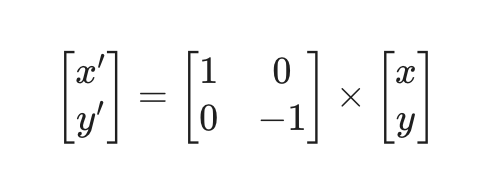 [x′ y′] = [1 0 0 −1] × [x y]